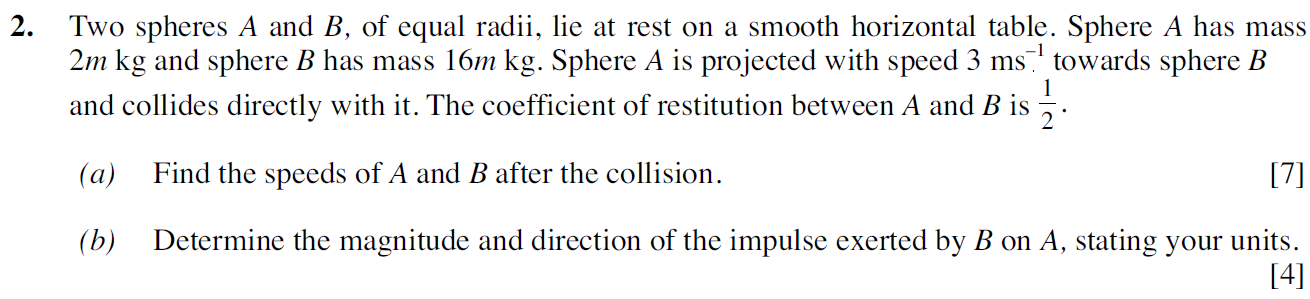 2. Two spheres A and B, of equal radii, lie at rest on a smooth horizontal table. Sphere A has mass
2m kg and sphere B has mass 16m kg. Sphere A is projected with speed 3 ms⁻¹ towards sphere B
and collides directly with it. The coefficient of restitution between A and B is 1/2.
(a) Find the speeds of A and B after the collision. [7]
(b) Determine the magnitude and direction of the impulse exerted by B on A, stating your units.
[4]